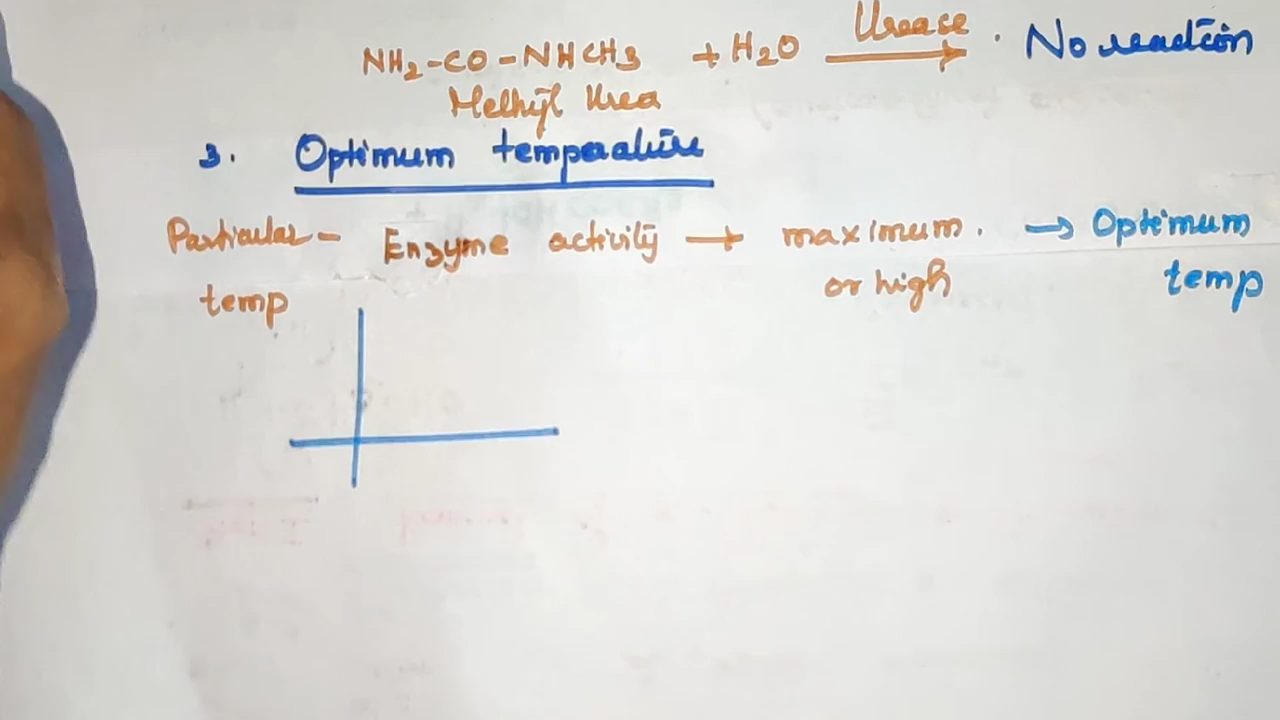 Urease
NH2-CO-NHCH3 + H2O → No reaction
Methyl Urea
3. Optimum temperature
Particular - Enzyme activity → maximum. → Optimum
temp or high temp